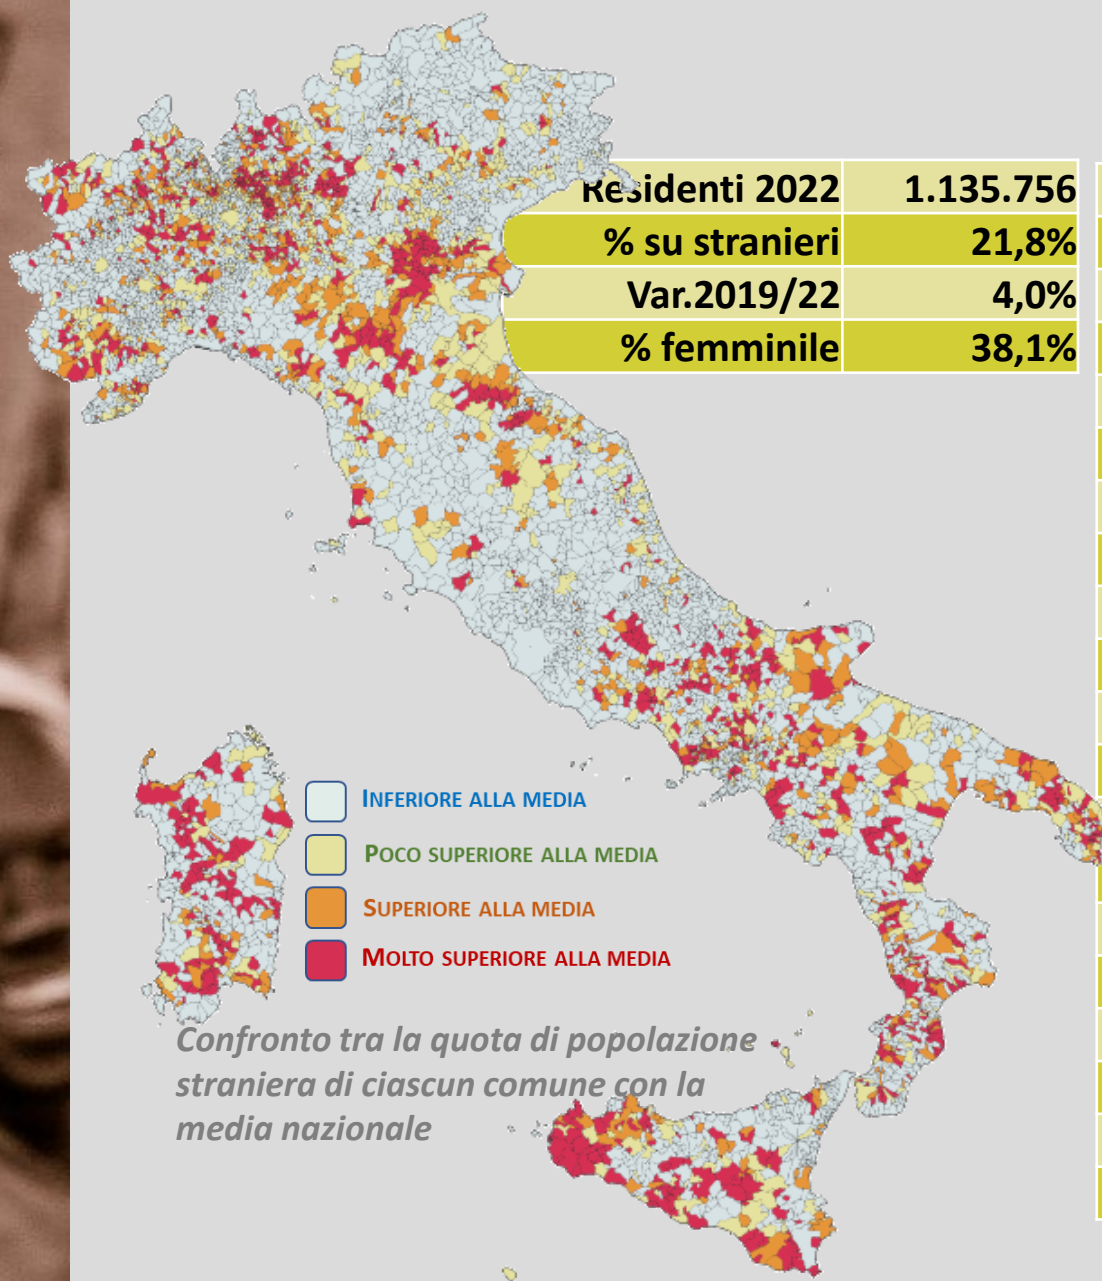 Residenti 2022 1.135.756
% su stranieri 21,8%
Var.2019/22 4,0%
% femminile 38,1%
INFERIORE ALLA MEDIA
POCO SUPERIORE ALLA MEDIA
SUPERIORE ALLA MEDIA
MOLTO SUPERIORE ALLA MEDIA
Confronto tra la quota di popolazione
straniera di ciascun comune con la
media nazionale